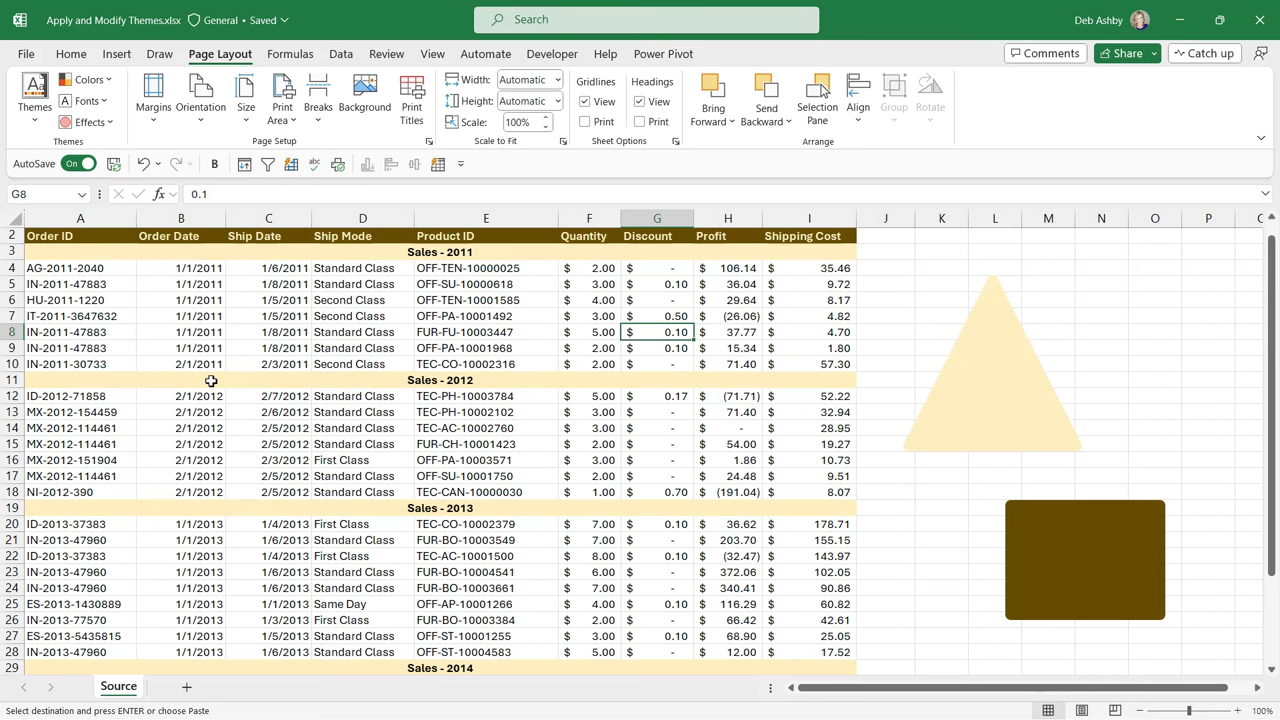 Apply and Modify Themes.xlsx General • Saved Search Deb Ashby
File Home Insert Draw Page Layout Formulas Data Review View Automate Developer Help Power Pivot Comments Share Catch up
Themes Colors Fonts Effects Margins Orientation Size Print Area Breaks Background Print Titles Width: Automatic Height: Automatic Scale: 100% Gridlines View Print Headings View Print Bring Forward Send Backward Selection Pane Align Group Rotate
Themes Page Setup Scale to Fit Sheet Options Arrange
AutoSave On B abc
G8 fx 0.1
A B C D E F G H I J K L M N O P
2 Order ID Order Date Ship Date Ship Mode Product ID Quantity Discount Profit Shipping Cost
3 Sales - 2011
4 AG-2011-2040 1/1/2011 1/6/2011 Standard Class OFF-TEN-10000025 $ 2.00 $ - $ 106.14 $ 35.46
5 IN-2011-47883 1/1/2011 1/8/2011 Standard Class OFF-SU-10000618 $ 3.00 $ 0.10 $ 36.04 $ 9.72
6 HU-2011-1220 1/1/2011 1/5/2011 Second Class OFF-TEN-10001585 $ 4.00 $ - $ 29.64 $ 8.17
7 IT-2011-3647632 1/1/2011 1/5/2011 Second Class OFF-PA-10001492 $ 3.00 $ 0.50 $ (26.06) $ 4.82
8 IN-2011-47883 1/1/2011 1/8/2011 Standard Class FUR-FU-10003447 $ 5.00 $ 0.10 $ 37.77 $ 4.70
9 IN-2011-47883 1/1/2011 1/8/2011 Standard Class OFF-PA-10001968 $ 2.00 $ 0.10 $ 15.34 $ 1.80
10 IN-2011-30733 2/1/2011 2/3/2011 Second Class TEC-CO-10002316 $ 2.00 $ - $ 71.40 $ 57.30
11 Sales - 2012
12 ID-2012-71858 2/1/2012 2/7/2012 Standard Class TEC-PH-10003784 $ 5.00 $ 0.17 $ (71.71) $ 52.22
13 MX-2012-154459 2/1/2012 2/6/2012 Standard Class TEC-PH-10002102 $ 3.00 $ - $ 71.40 $ 32.94
14 MX-2012-114461 2/1/2012 2/5/2012 Standard Class TEC-AC-10002760 $ 3.00 $ - $ - $ 28.95
15 MX-2012-114461 2/1/2012 2/5/2012 Standard Class FUR-CH-10001423 $ 2.00 $ - $ 54.00 $ 19.27
16 MX-2012-151904 2/1/2012 2/3/2012 First Class OFF-PA-10003571 $ 3.00 $ - $ 1.86 $ 10.73
17 MX-2012-114461 2/1/2012 2/5/2012 Standard Class OFF-SU-10001750 $ 2.00 $ - $ 24.48 $ 9.51
18 NI-2012-390 2/1/2012 2/5/2012 Standard Class TEC-CAN-10000030 $ 1.00 $ 0.70 $ (191.04) $ 8.07
19 Sales - 2013
20 ID-2013-37383 1/1/2013 1/4/2013 First Class TEC-CO-10002379 $ 7.00 $ 0.10 $ 36.62 $ 178.71
21 IN-2013-47960 1/1/2013 1/6/2013 Standard Class FUR-BO-10003549 $ 7.00 $ - $ 203.70 $ 155.15
22 ID-2013-37383 1/1/2013 1/4/2013 First Class TEC-AC-10001500 $ 8.00 $ 0.10 $ (32.47) $ 143.97
23 IN-2013-47960 1/1/2013 1/6/2013 Standard Class FUR-BO-10004541 $ 6.00 $ - $ 372.06 $ 102.05
24 IN-2013-47960 1/1/2013 1/6/2013 Standard Class FUR-BO-10003661 $ 7.00 $ - $ 340.41 $ 90.86
25 ES-2013-1430889 1/1/2013 1/1/2013 Same Day OFF-AP-10001266 $ 4.00 $ 0.10 $ 116.29 $ 60.82
26 IN-2013-77570 1/1/2013 1/3/2013 First Class FUR-BO-10003384 $ 2.00 $ - $ 66.42 $ 42.61
27 ES-2013-5435815 1/1/2013 1/5/2013 Standard Class OFF-ST-10001255 $ 3.00 $ 0.10 $ 68.90 $ 25.05
28 IN-2013-47960 1/1/2013 1/6/2013 Standard Class OFF-ST-10004583 $ 5.00 $ - $ 12.00 $ 17.52
29 Sales - 2014
Source
Select destination and press ENTER or choose Paste 100%